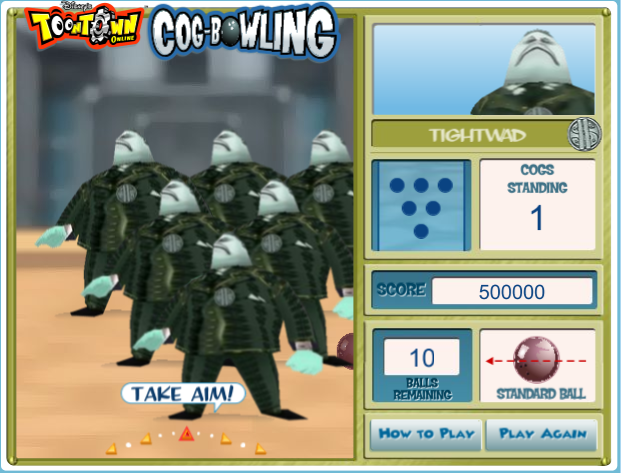 Disney's
TOONTOWN
ONLINE
COG-BOWLING
TIGHTWAD
COGS
STANDING
1
SCORE 500000
10
BALLS
REMAINING
STANDARD BALL
TAKE AIM!
HOW TO PLAY PLAY AGAIN